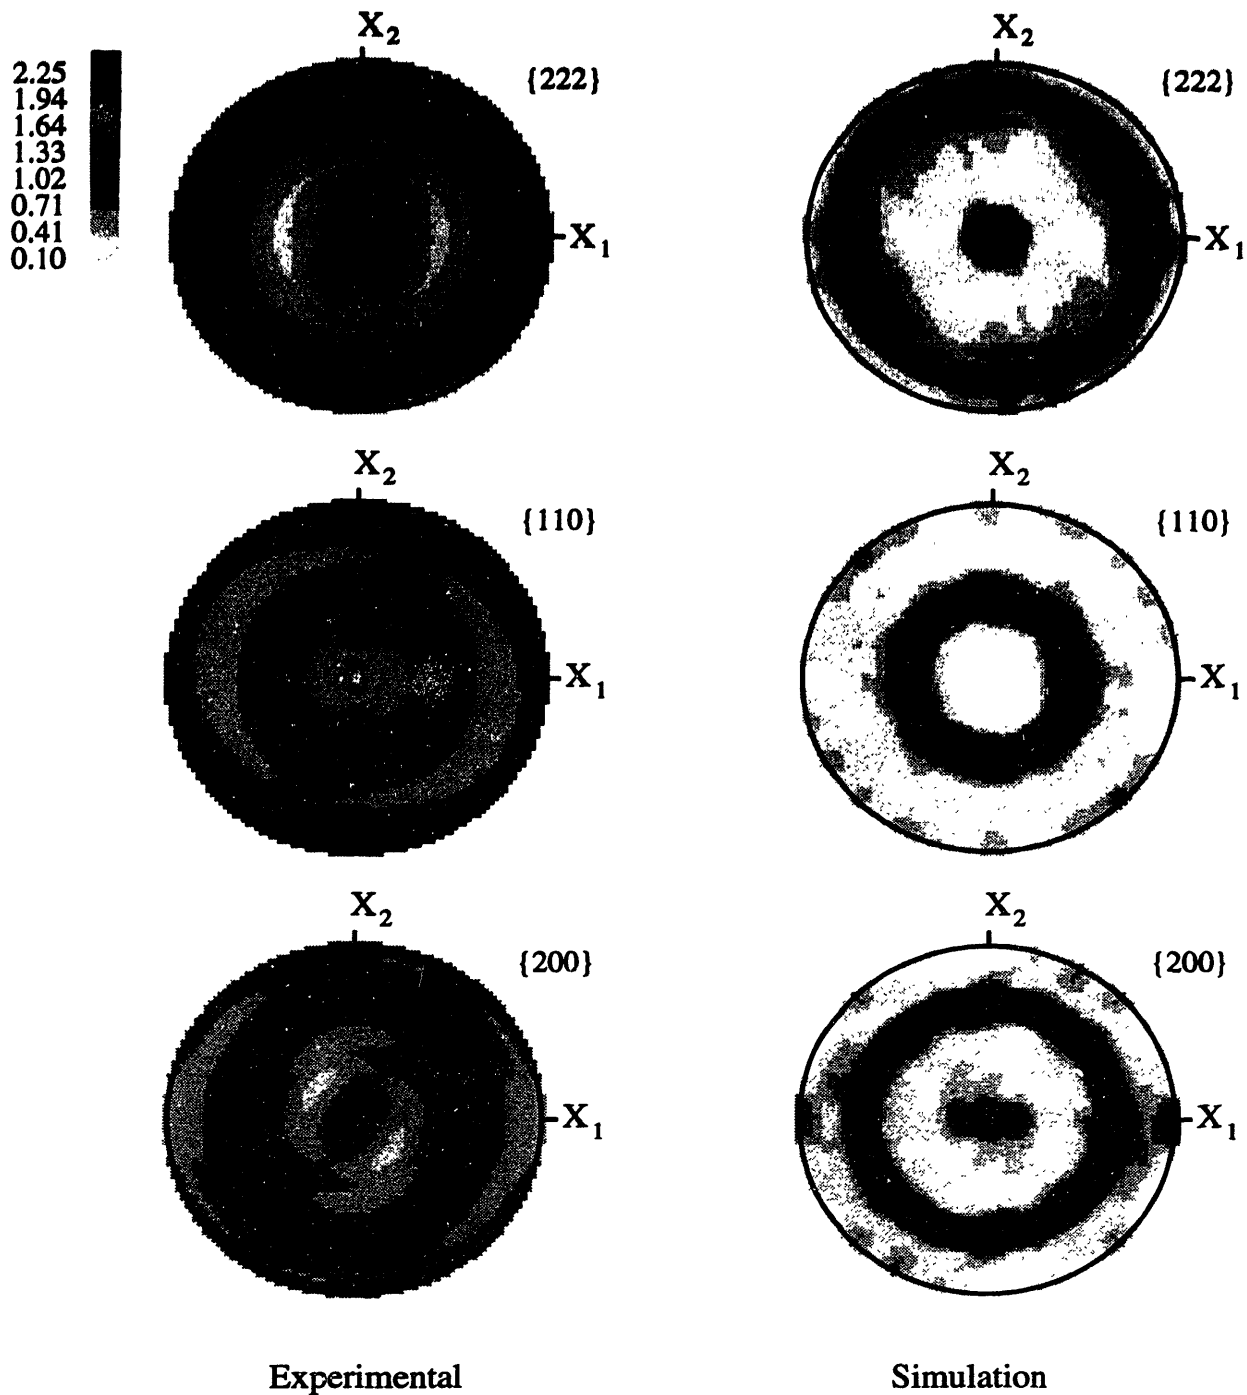 X2
X2
2.25
{222}
{222}
1.94
1.64
1.33
1.02
0.71
0.41
0.10
X1
X1
X2
X2
{110}
{110}
X1
X1
X2
X2
{200}
{200}
X1
X1
Experimental
Simulation